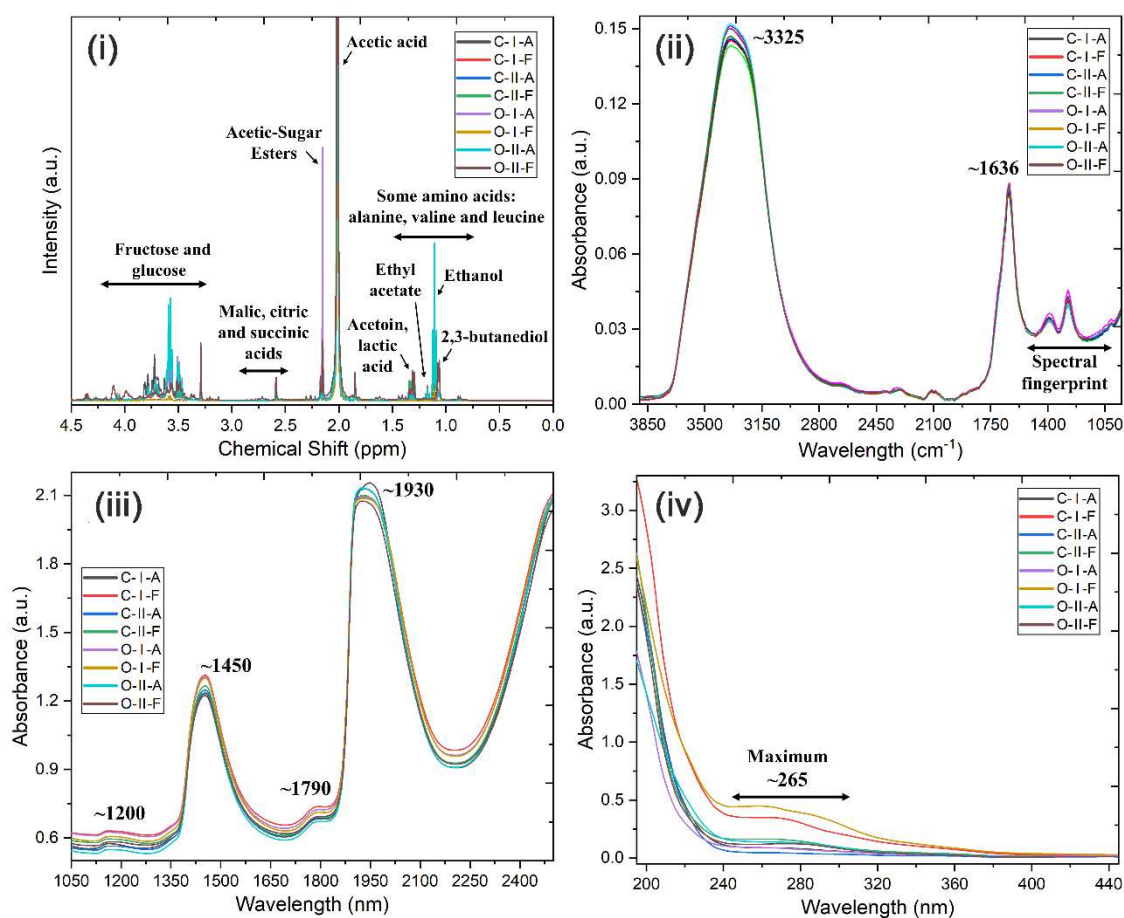 (i)
Acetic acid
Acetic-Sugar
Esters
Some amino acids:
alanine, valine and leucine
Fructose and
glucose
Malic, citric
and succinic
acids
Ethyl
acetate
Ethanol
Acetoin,
lactic
acid
2,3-butanediol
C-I-A
C-I-F
C-II-A
C-II-F
O-I-A
O-I-F
O-II-A
O-II-F
Intensity (a.u.)
4.5 4.0 3.5 3.0 2.5 2.0 1.5 1.0 0.5 0.0
Chemical Shift (ppm)
(ii)
~3325
~1636
Spectral
fingerprint
C-I-A
C-I-F
C-II-A
C-II-F
O-I-A
O-I-F
O-II-A
O-II-F
Absorbance (a.u.)
0.15
0.12
0.09
0.06
0.03
0.00
3850 3500 3150 2800 2450 2100 1750 1400 1050
Wavelength (cm-1)
(iii)
~1930
~1450
~1790
~1200
C-I-A
C-I-F
C-II-A
C-II-F
O-I-A
O-I-F
O-II-A
O-II-F
Absorbance (a.u.)
2.1
1.8
1.5
1.2
0.9
0.6
1050 1200 1350 1500 1650 1800 1950 2100 2250 2400
Wavelength (nm)
(iv)
Maximum
~265
C-I-A
C-I-F
C-II-A
C-II-F
O-I-A
O-I-F
O-II-A
O-II-F
Absorbance (a.u.)
3.0
2.5
2.0
1.5
1.0
0.5
0.0
200 240 280 320 360 400 440
Wavelength (nm)